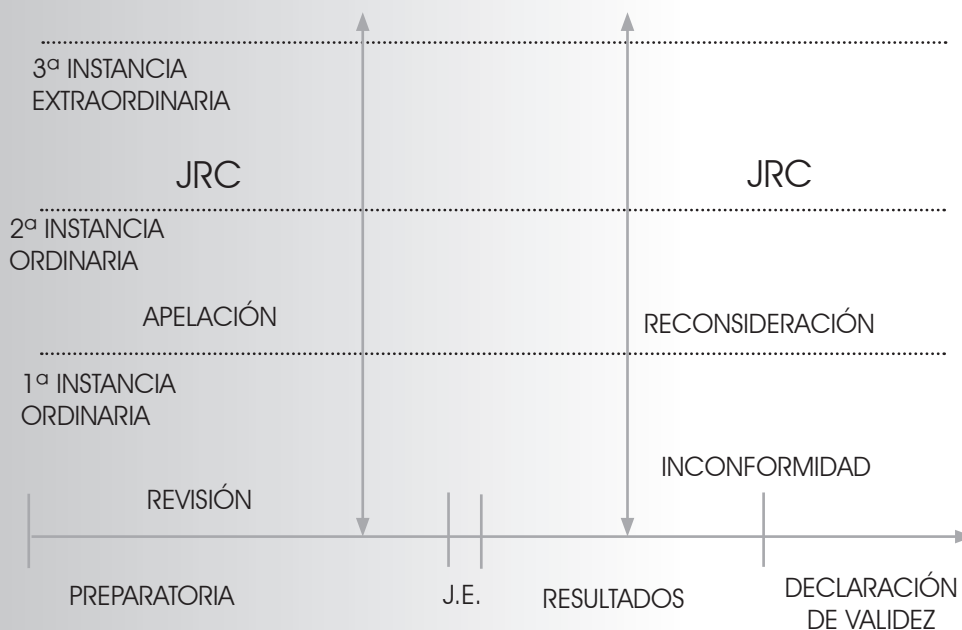 3ª INSTANCIA
EXTRAORDINARIA
JRC
JRC
2ª INSTANCIA
ORDINARIA
APELACIÓN
RECONSIDERACIÓN
1ª INSTANCIA
ORDINARIA
INCONFORMIDAD
REVISIÓN
PREPARATORIA
J.E.
RESULTADOS
DECLARACIÓN
DE VALIDEZ